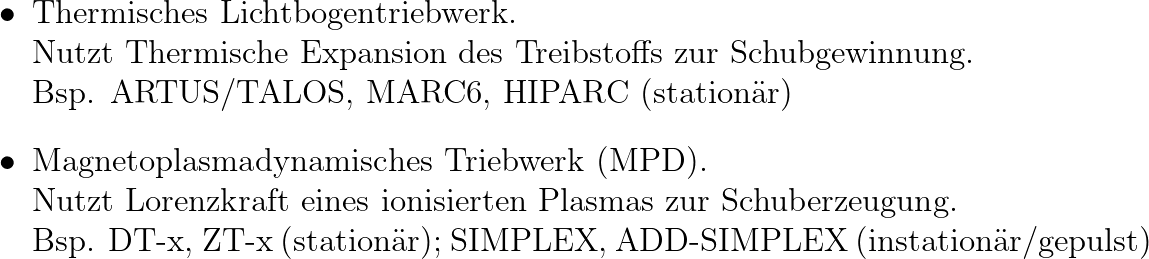 • Thermisches Lichtbogentriebwerk.
Nutzt Thermische Expansion des Treibstoffs zur Schubgewinnung.
Bsp. ARTUS/TALOS, MARC6, HIPARC (stationär)
• Magnetoplasmadynamisches Triebwerk (MPD).
Nutzt Lorenzkraft eines ionisierten Plasmas zur Schuberzeugung.
Bsp. DT-x, ZT-x (stationär); SIMPLEX, ADD-SIMPLEX (instationär/gepulst)